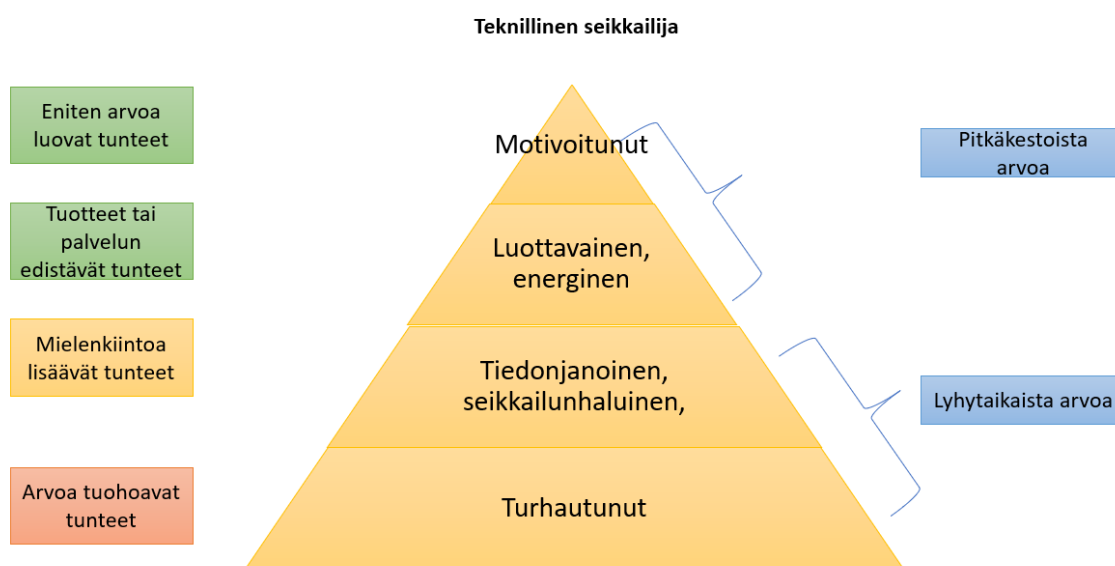 Teknillinen seikkailija
Eniten arvoa
luovat tunteet
Motivoitunut
Pitkäkestoista
arvoa
Tuotteet tai
palvelun
edistävät tunteet
Luottavainen,
energinen
Mielenkiintoa
lisäävät tunteet
Tiedonjanoinen,
seikkailunhaluinen,
Lyhytaikaista arvoa
Arvoa tuohoavat
tunteet
Turhautunut